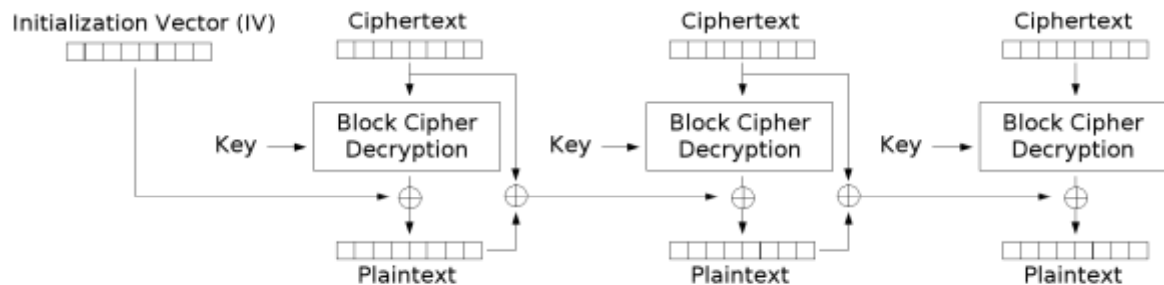 Initialization Vector (IV)
Ciphertext
Ciphertext
Ciphertext
Key
Block Cipher
Decryption
Key
Block Cipher
Decryption
Key
Block Cipher
Decryption
Plaintext
Plaintext
Plaintext